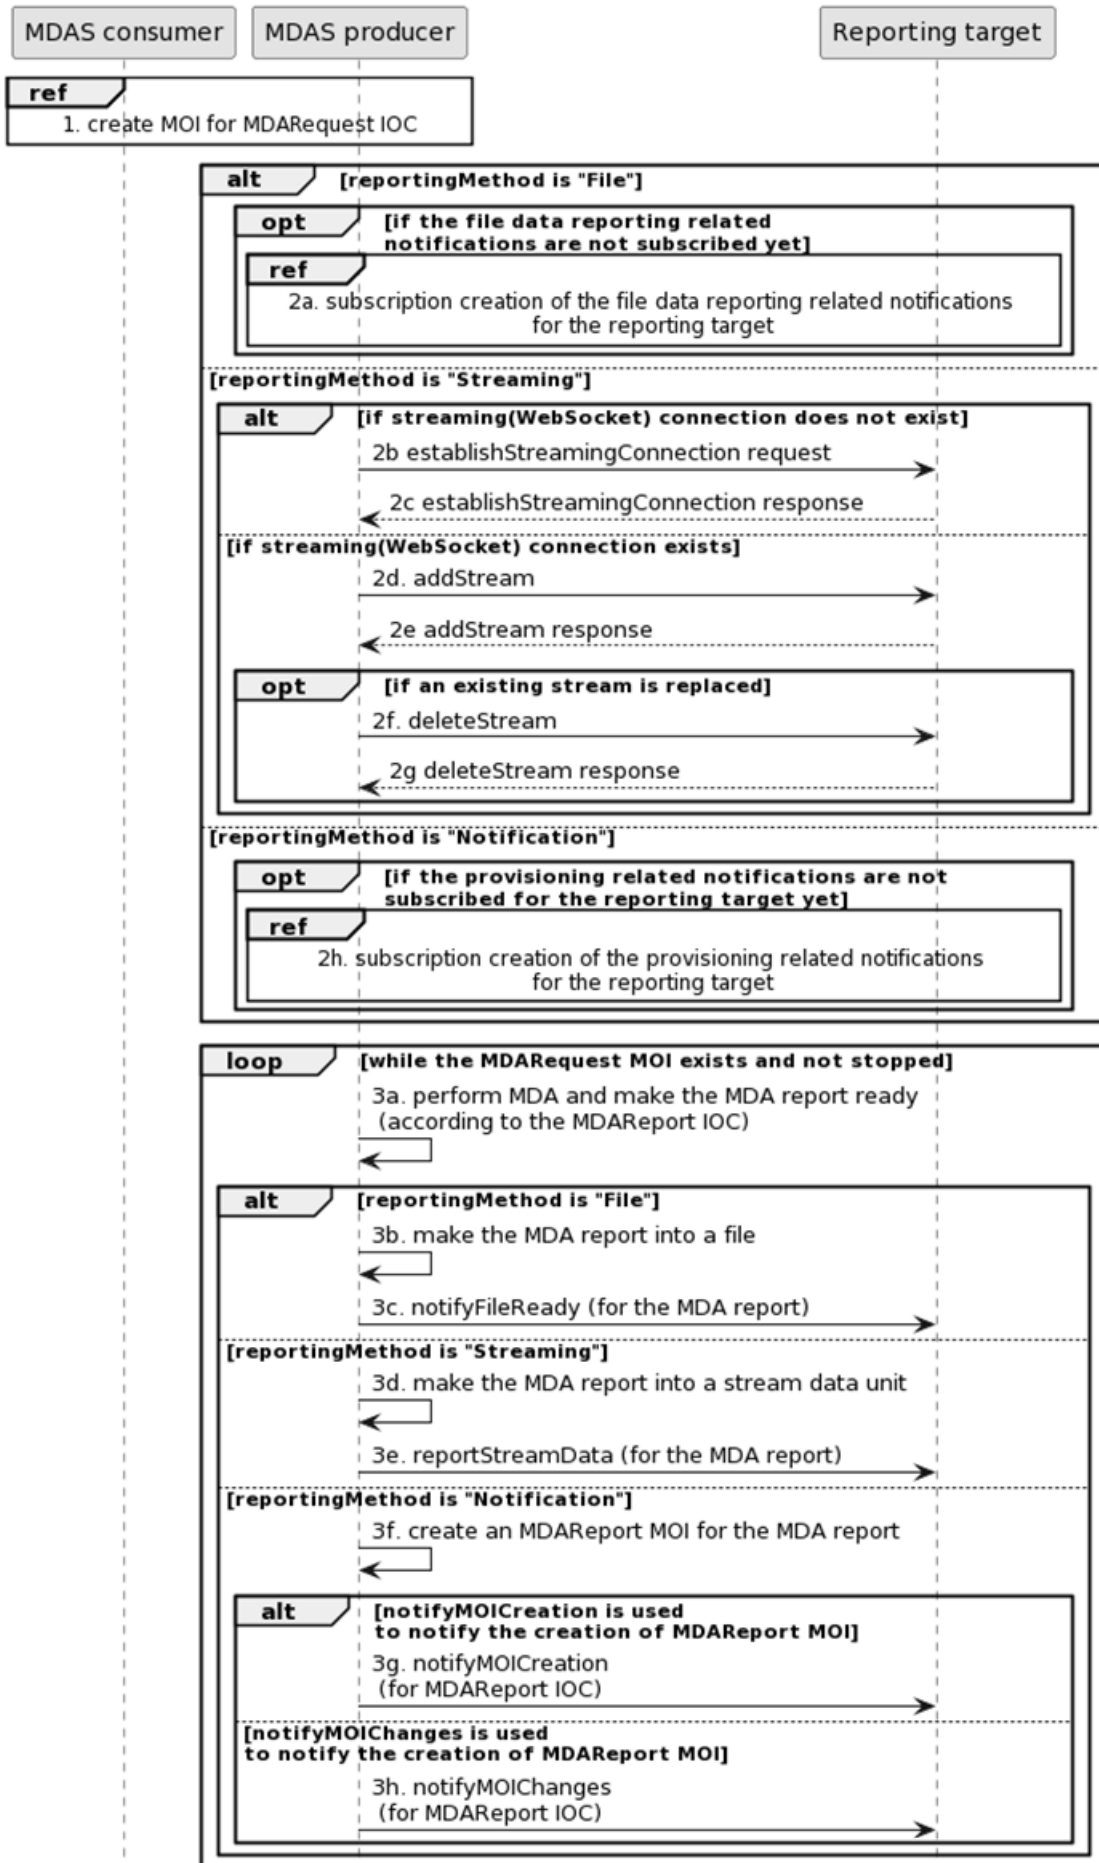 MDAS consumer
MDAS producer
Reporting target
ref
1. create MOI for MDARequest IOC
alt
[reportingMethod is "File"]
opt
[if the file data reporting related
notifications are not subscribed yet]
ref
2a. subscription creation of the file data reporting related notifications
for the reporting target
[reportingMethod is "Streaming"]
alt
[if streaming(WebSocket) connection does not exist]
2b establishStreamingConnection request
2c establishStreamingConnection response
[if streaming(WebSocket) connection exists]
2d. addStream
2e addStream response
opt
[if an existing stream is replaced]
2f. deleteStream
2g deleteStream response
[reportingMethod is "Notification"]
opt
[if the provisioning related notifications are not
subscribed for the reporting target yet]
ref
2h. subscription creation of the provisioning related notifications
for the reporting target
loop
[while the MDARequest MOI exists and not stopped]
3a. perform MDA and make the MDA report ready
(according to the MDAReport IOC)
alt
[reportingMethod is "File"]
3b. make the MDA report into a file
3c. notifyFileReady (for the MDA report)
[reportingMethod is "Streaming"]
3d. make the MDA report into a stream data unit
3e. reportStreamData (for the MDA report)
[reportingMethod is "Notification"]
3f. create an MDAReport MOI for the MDA report
alt
[notifyMOICreation is used
to notify the creation of MDAReport MOI]
3g. notifyMOICreation
(for MDAReport IOC)
[notifyMOIChanges is used
to notify the creation of MDAReport MOI]
3h. notifyMOIChanges
(for MDAReport IOC)